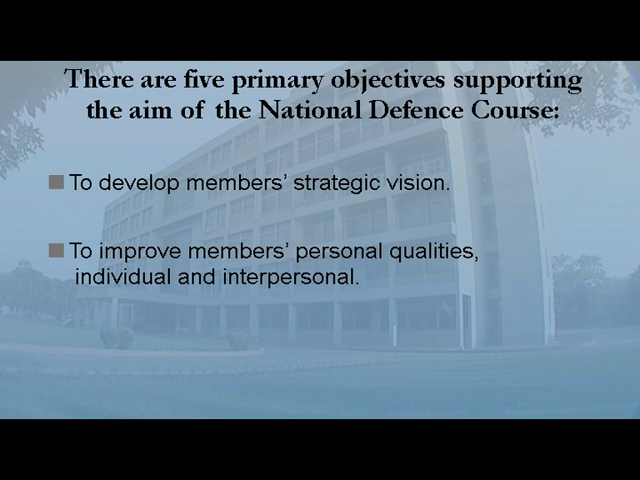 There are five primary objectives supporting
the aim of the National Defence Course:
To develop members’ strategic vision.
To improve members’ personal qualities,
individual and interpersonal.